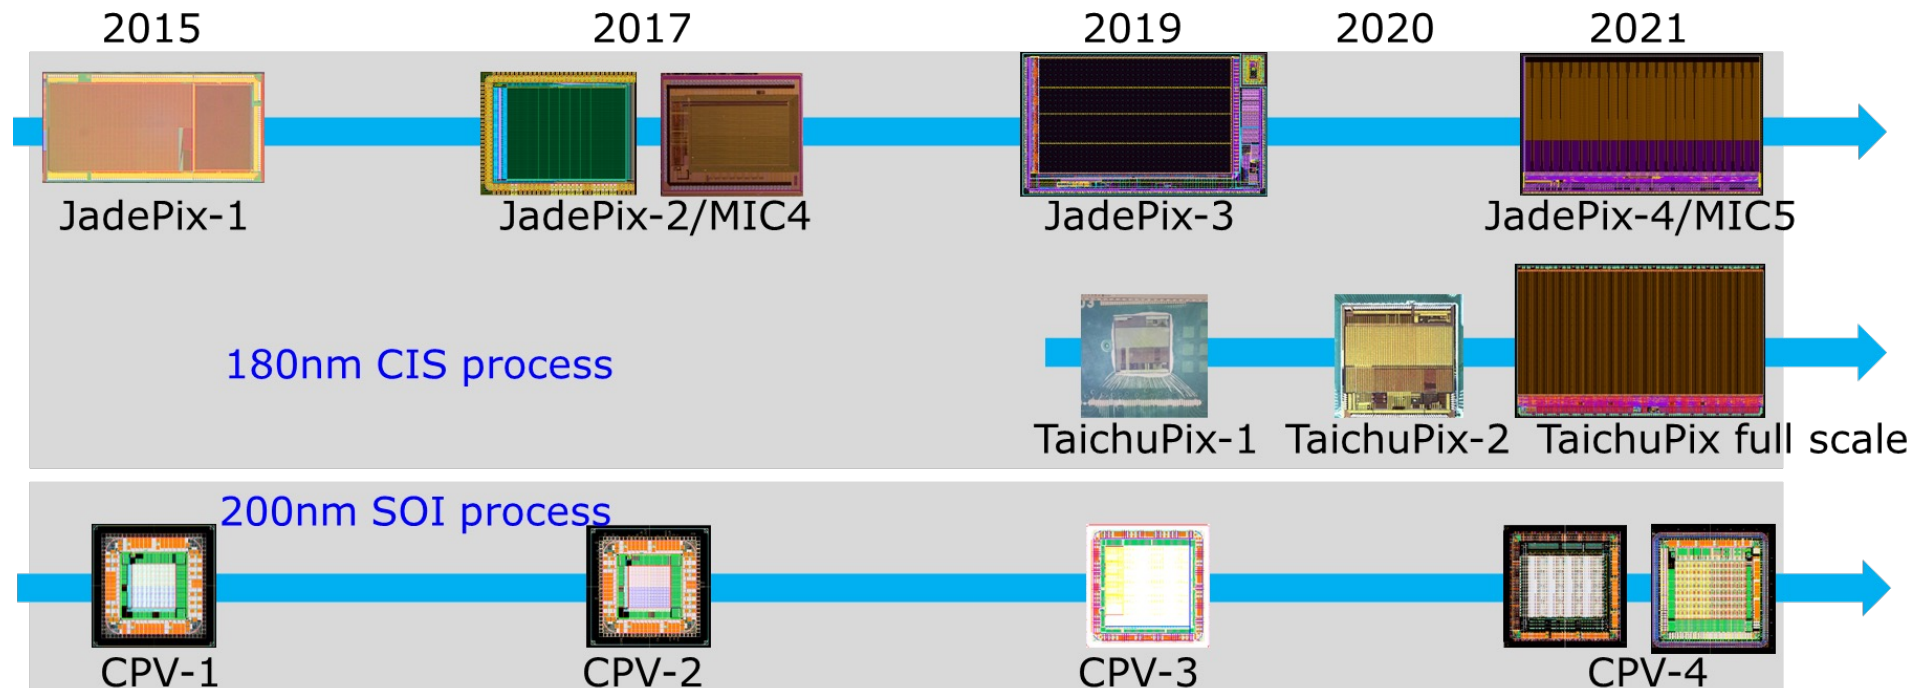 2015 2017 2019 2020 2021
JadePix-1 JadePix-2/MIC4 JadePix-3 JadePix-4/MIC5
180nm CIS process
TaichuPix-1 TaichuPix-2 TaichuPix full scale
200nm SOI process
CPV-1 CPV-2 CPV-3 CPV-4